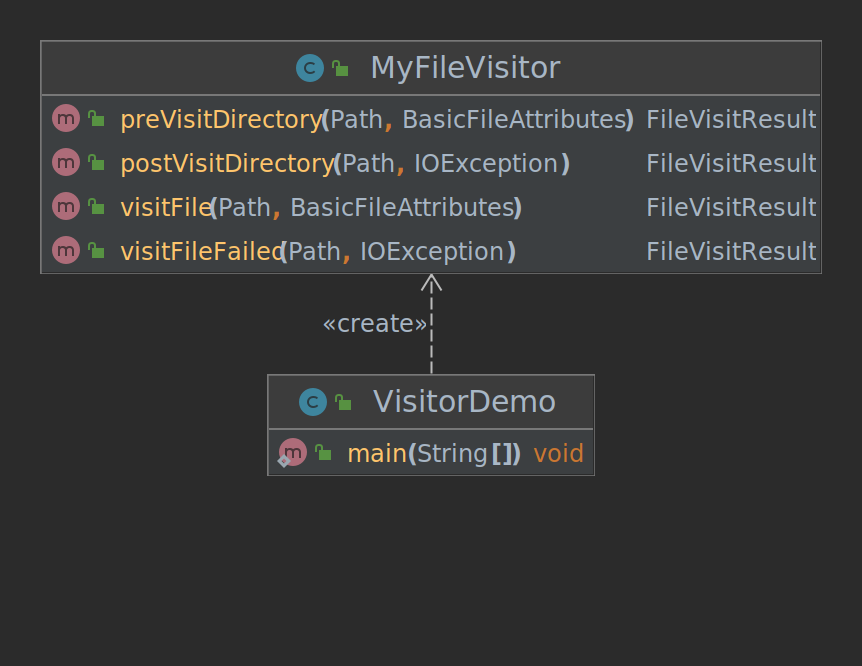 MyFileVisitor
preVisitDirectory(Path, BasicFileAttributes) FileVisitResult
postVisitDirectory(Path, IOException) FileVisitResult
visitFile(Path, BasicFileAttributes) FileVisitResult
visitFileFailed(Path, IOException) FileVisitResult
«create»
VisitorDemo
main(String[]) void